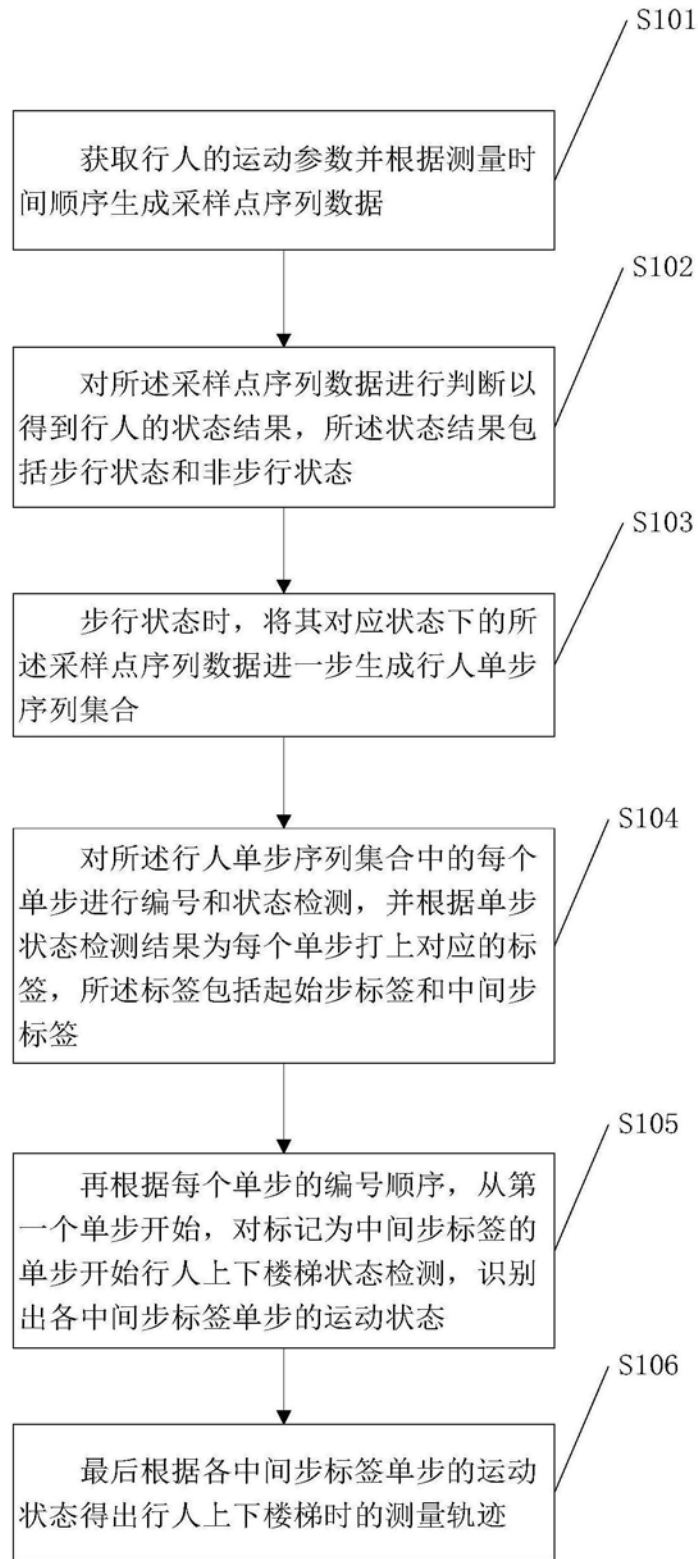 S101
获取行人的运动参数并根据测量时
间顺序生成采样点序列数据
S102
对所述采样点序列数据进行判断以
得到行人的状态结果，所述状态结果包
括步行状态和非步行状态
S103
步行状态时，将其对应状态下的所
述采样点序列数据进一步生成行人单步
序列集合
S104
对所述行人单步序列集合中的每个
单步进行编号和状态检测，并根据单步
状态检测结果为每个单步打上对应的标
签，所述标签包括起始步标签和中间步
标签
S105
再根据每个单步的编号顺序，从第
一个单步开始，对标记为中间步标签的
单步开始行人上下楼梯状态检测，识别
出各中间步标签单步的运动状态
S106
最后根据各中间步标签单步的运动
状态得出行人上下楼梯时的测量轨迹